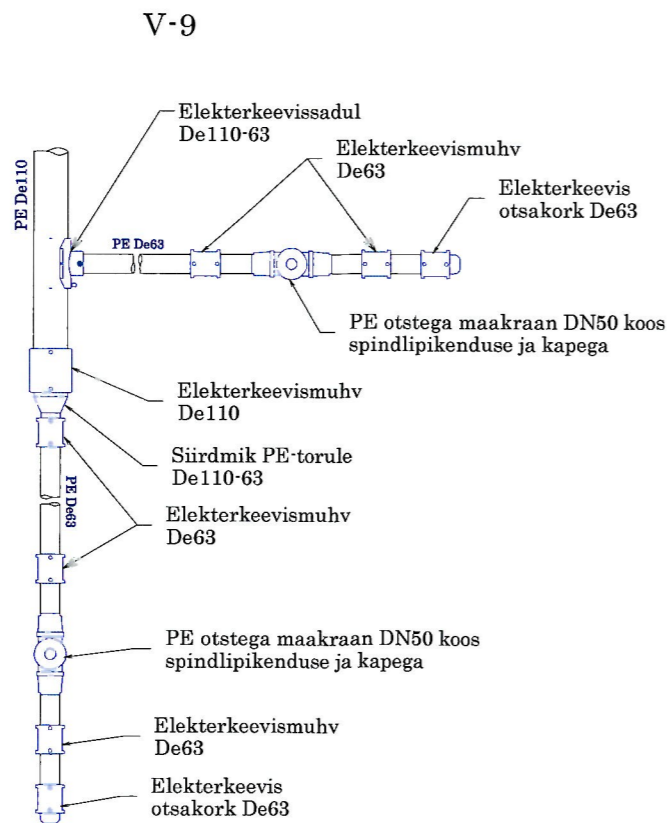 V-9
Elekterkeevissadul
De110-63
Elekterkeevismuhv
De63
Elekterkeevis
otsakork De63
PE De110
PE De63
PE otstega maakraan DN50 koos
spindlipikenduse ja kapega
Elekterkeevismuhv
De110
Siirdmik PE-torule
De110-63
PE De63
Elekterkeevismuhv
De63
PE otstega maakraan DN50 koos
spindlipikenduse ja kapega
Elekterkeevismuhv
De63
Elekterkeevis
otsakork De63